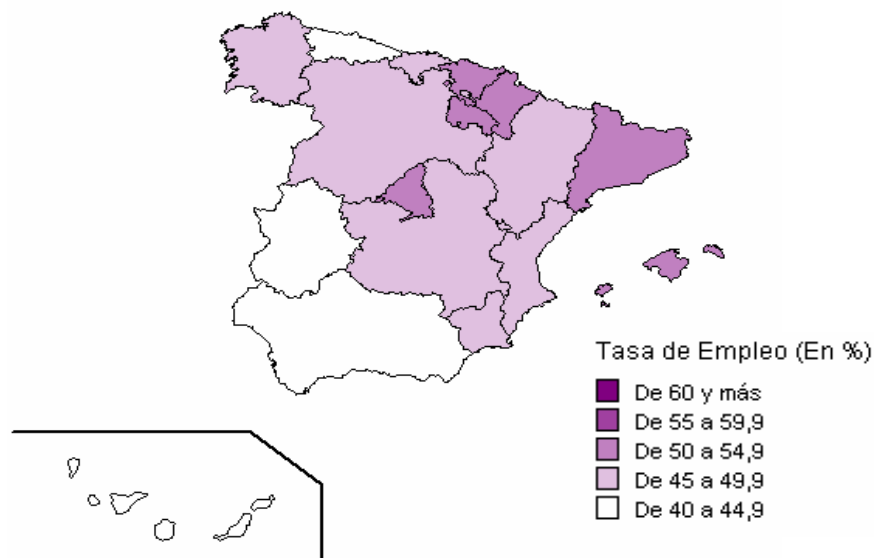 Tasa de Empleo (En %)
De 60 y más
De 55 a 59,9
De 50 a 54,9
De 45 a 49,9
De 40 a 44,9